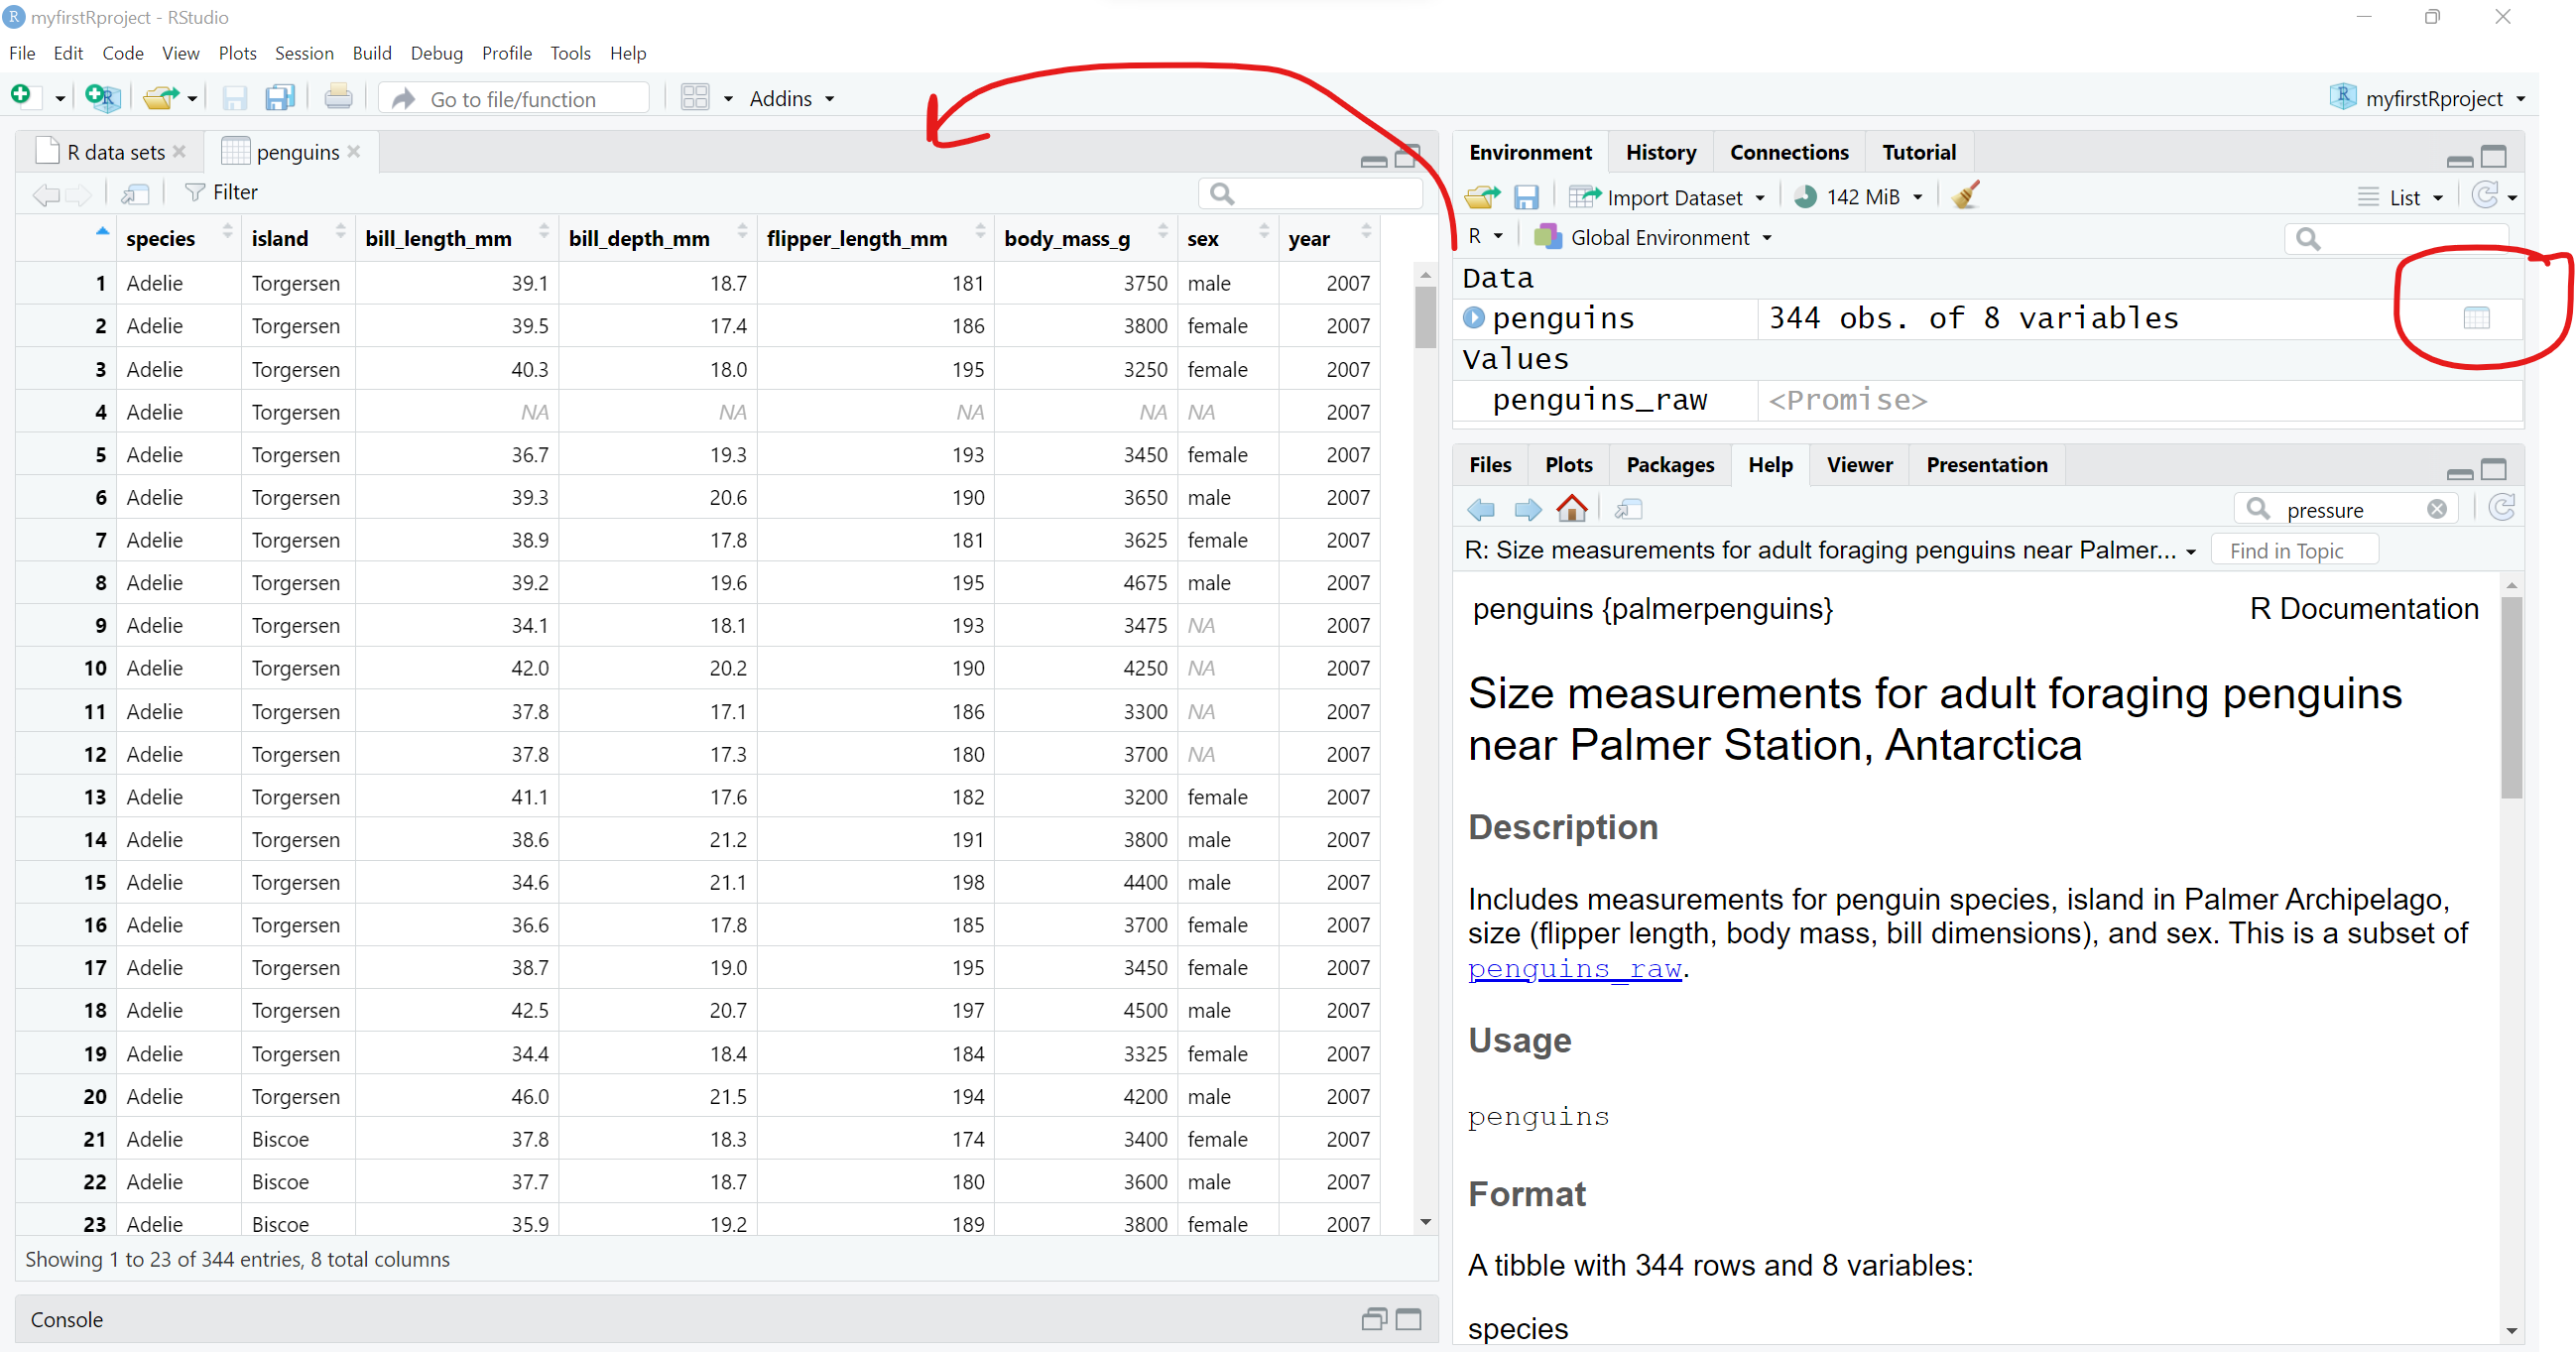 myfirstRproject - RStudio
File Edit Code View Plots Session Build Debug Profile Tools Help
Go to file/function Addins myfirstRproject
R data sets penguins
Filter
species island bill_length_mm bill_depth_mm flipper_length_mm body_mass_g sex year
1 Adelie Torgersen 39.1 18.7 181 3750 male 2007
2 Adelie Torgersen 39.5 17.4 186 3800 female 2007
3 Adelie Torgersen 40.3 18.0 195 3250 female 2007
4 Adelie Torgersen NA NA NA NA NA 2007
5 Adelie Torgersen 36.7 19.3 193 3450 female 2007
6 Adelie Torgersen 39.3 20.6 190 3650 male 2007
7 Adelie Torgersen 38.9 17.8 181 3625 female 2007
8 Adelie Torgersen 39.2 19.6 195 4675 male 2007
9 Adelie Torgersen 34.1 18.1 193 3475 NA 2007
10 Adelie Torgersen 42.0 20.2 190 4250 NA 2007
11 Adelie Torgersen 37.8 17.1 186 3300 NA 2007
12 Adelie Torgersen 37.8 17.3 180 3700 NA 2007
13 Adelie Torgersen 41.1 17.6 182 3200 female 2007
14 Adelie Torgersen 38.6 21.2 191 3800 male 2007
15 Adelie Torgersen 34.6 21.1 198 4400 male 2007
16 Adelie Torgersen 36.6 17.8 185 3700 female 2007
17 Adelie Torgersen 38.7 19.0 195 3450 female 2007
18 Adelie Torgersen 42.5 20.7 197 4500 male 2007
19 Adelie Torgersen 34.4 18.4 184 3325 female 2007
20 Adelie Torgersen 46.0 21.5 194 4200 male 2007
21 Adelie Biscoe 37.8 18.3 174 3400 female 2007
22 Adelie Biscoe 37.7 18.7 180 3600 male 2007
23 Adelie Biscoe 35.9 19.2 189 3800 female 2007
Showing 1 to 23 of 344 entries, 8 total columns
Console
Environment History Connections Tutorial
Import Dataset 142 MiB List
R Global Environment
Data
penguins 344 obs. of 8 variables
Values
penguins_raw <Promise>
Files Plots Packages Help Viewer Presentation
pressure
R: Size measurements for adult foraging penguins near Palmer... Find in Topic
penguins {palmerpenguins} R Documentation
Size measurements for adult foraging penguins
near Palmer Station, Antarctica
Description
Includes measurements for penguin species, island in Palmer Archipelago,
size (flipper length, body mass, bill dimensions), and sex. This is a subset of
penguins_raw.
Usage
penguins
Format
A tibble with 344 rows and 8 variables:
species